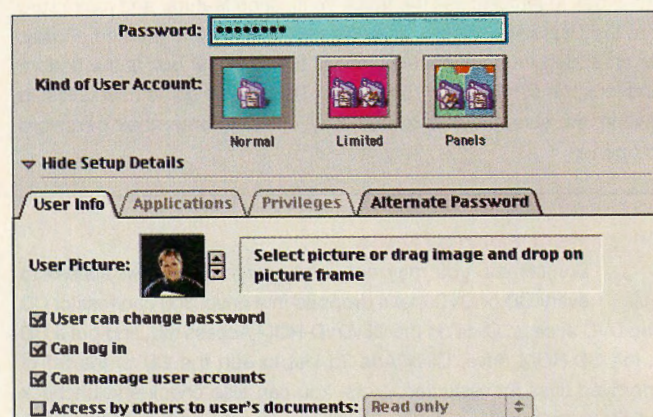 Password: ••••••••
Kind of User Account:
Normal Limited Panels
Hide Setup Details
User Info Applications Privileges Alternate Password
User Picture:
Select picture or drag image and drop on
picture frame
User can change password
Can log in
Can manage user accounts
Access by others to user's documents: Read only